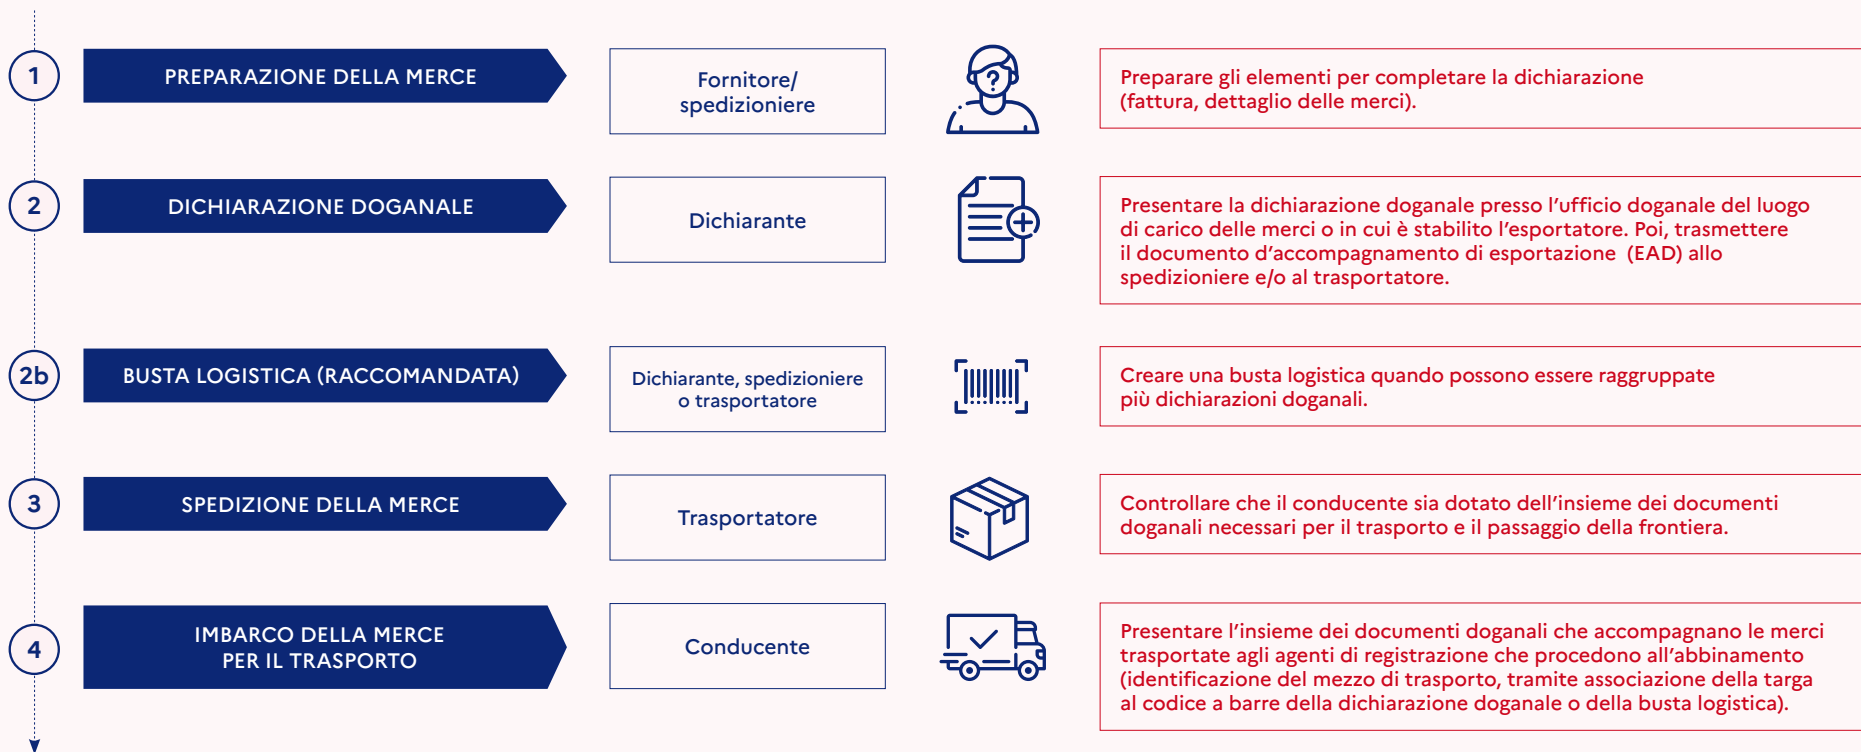 1
PREPARAZIONE DELLA MERCE
Fornitore/
spedizioniere
?
Preparare gli elementi per completare la dichiarazione
(fattura, dettaglio delle merci).
2
DICHIARAZIONE DOGANALE
Dichiarante
Presentare la dichiarazione doganale presso l’ufficio doganale del luogo
di carico delle merci o in cui è stabilito l’esportatore. Poi, trasmettere
il documento d’accompagnamento di esportazione (EAD) allo
spedizioniere e/o al trasportatore.
2b
BUSTA LOGISTICA (RACCOMANDATA)
Dichiarante, spedizioniere
o trasportatore
Creare una busta logistica quando possono essere raggruppate
più dichiarazioni doganali.
3
SPEDIZIONE DELLA MERCE
Trasportatore
Controllare che il conducente sia dotato dell’insieme dei documenti
doganali necessari per il trasporto e il passaggio della frontiera.
4
IMBARCO DELLA MERCE
PER IL TRASPORTO
Conducente
Presentare l’insieme dei documenti doganali che accompagnano le merci
trasportate agli agenti di registrazione che procedono all’abbinamento
(identificazione del mezzo di trasporto, tramite associazione della targa
al codice a barre della dichiarazione doganale o della busta logistica).